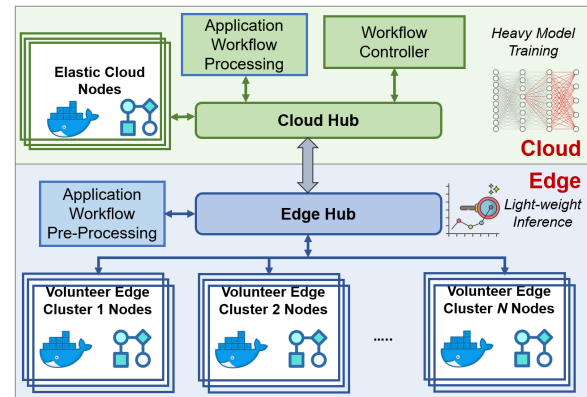 Application
Workflow
Processing
Workflow
Controller
Heavy Model
Training
Elastic Cloud
Nodes
Cloud Hub
Cloud
Edge
Application
Workflow
Pre-Processing
Edge Hub
Light-weight
Inference
Volunteer Edge
Cluster 1 Nodes
Volunteer Edge
Cluster 2 Nodes
.....
Volunteer Edge
Cluster N Nodes